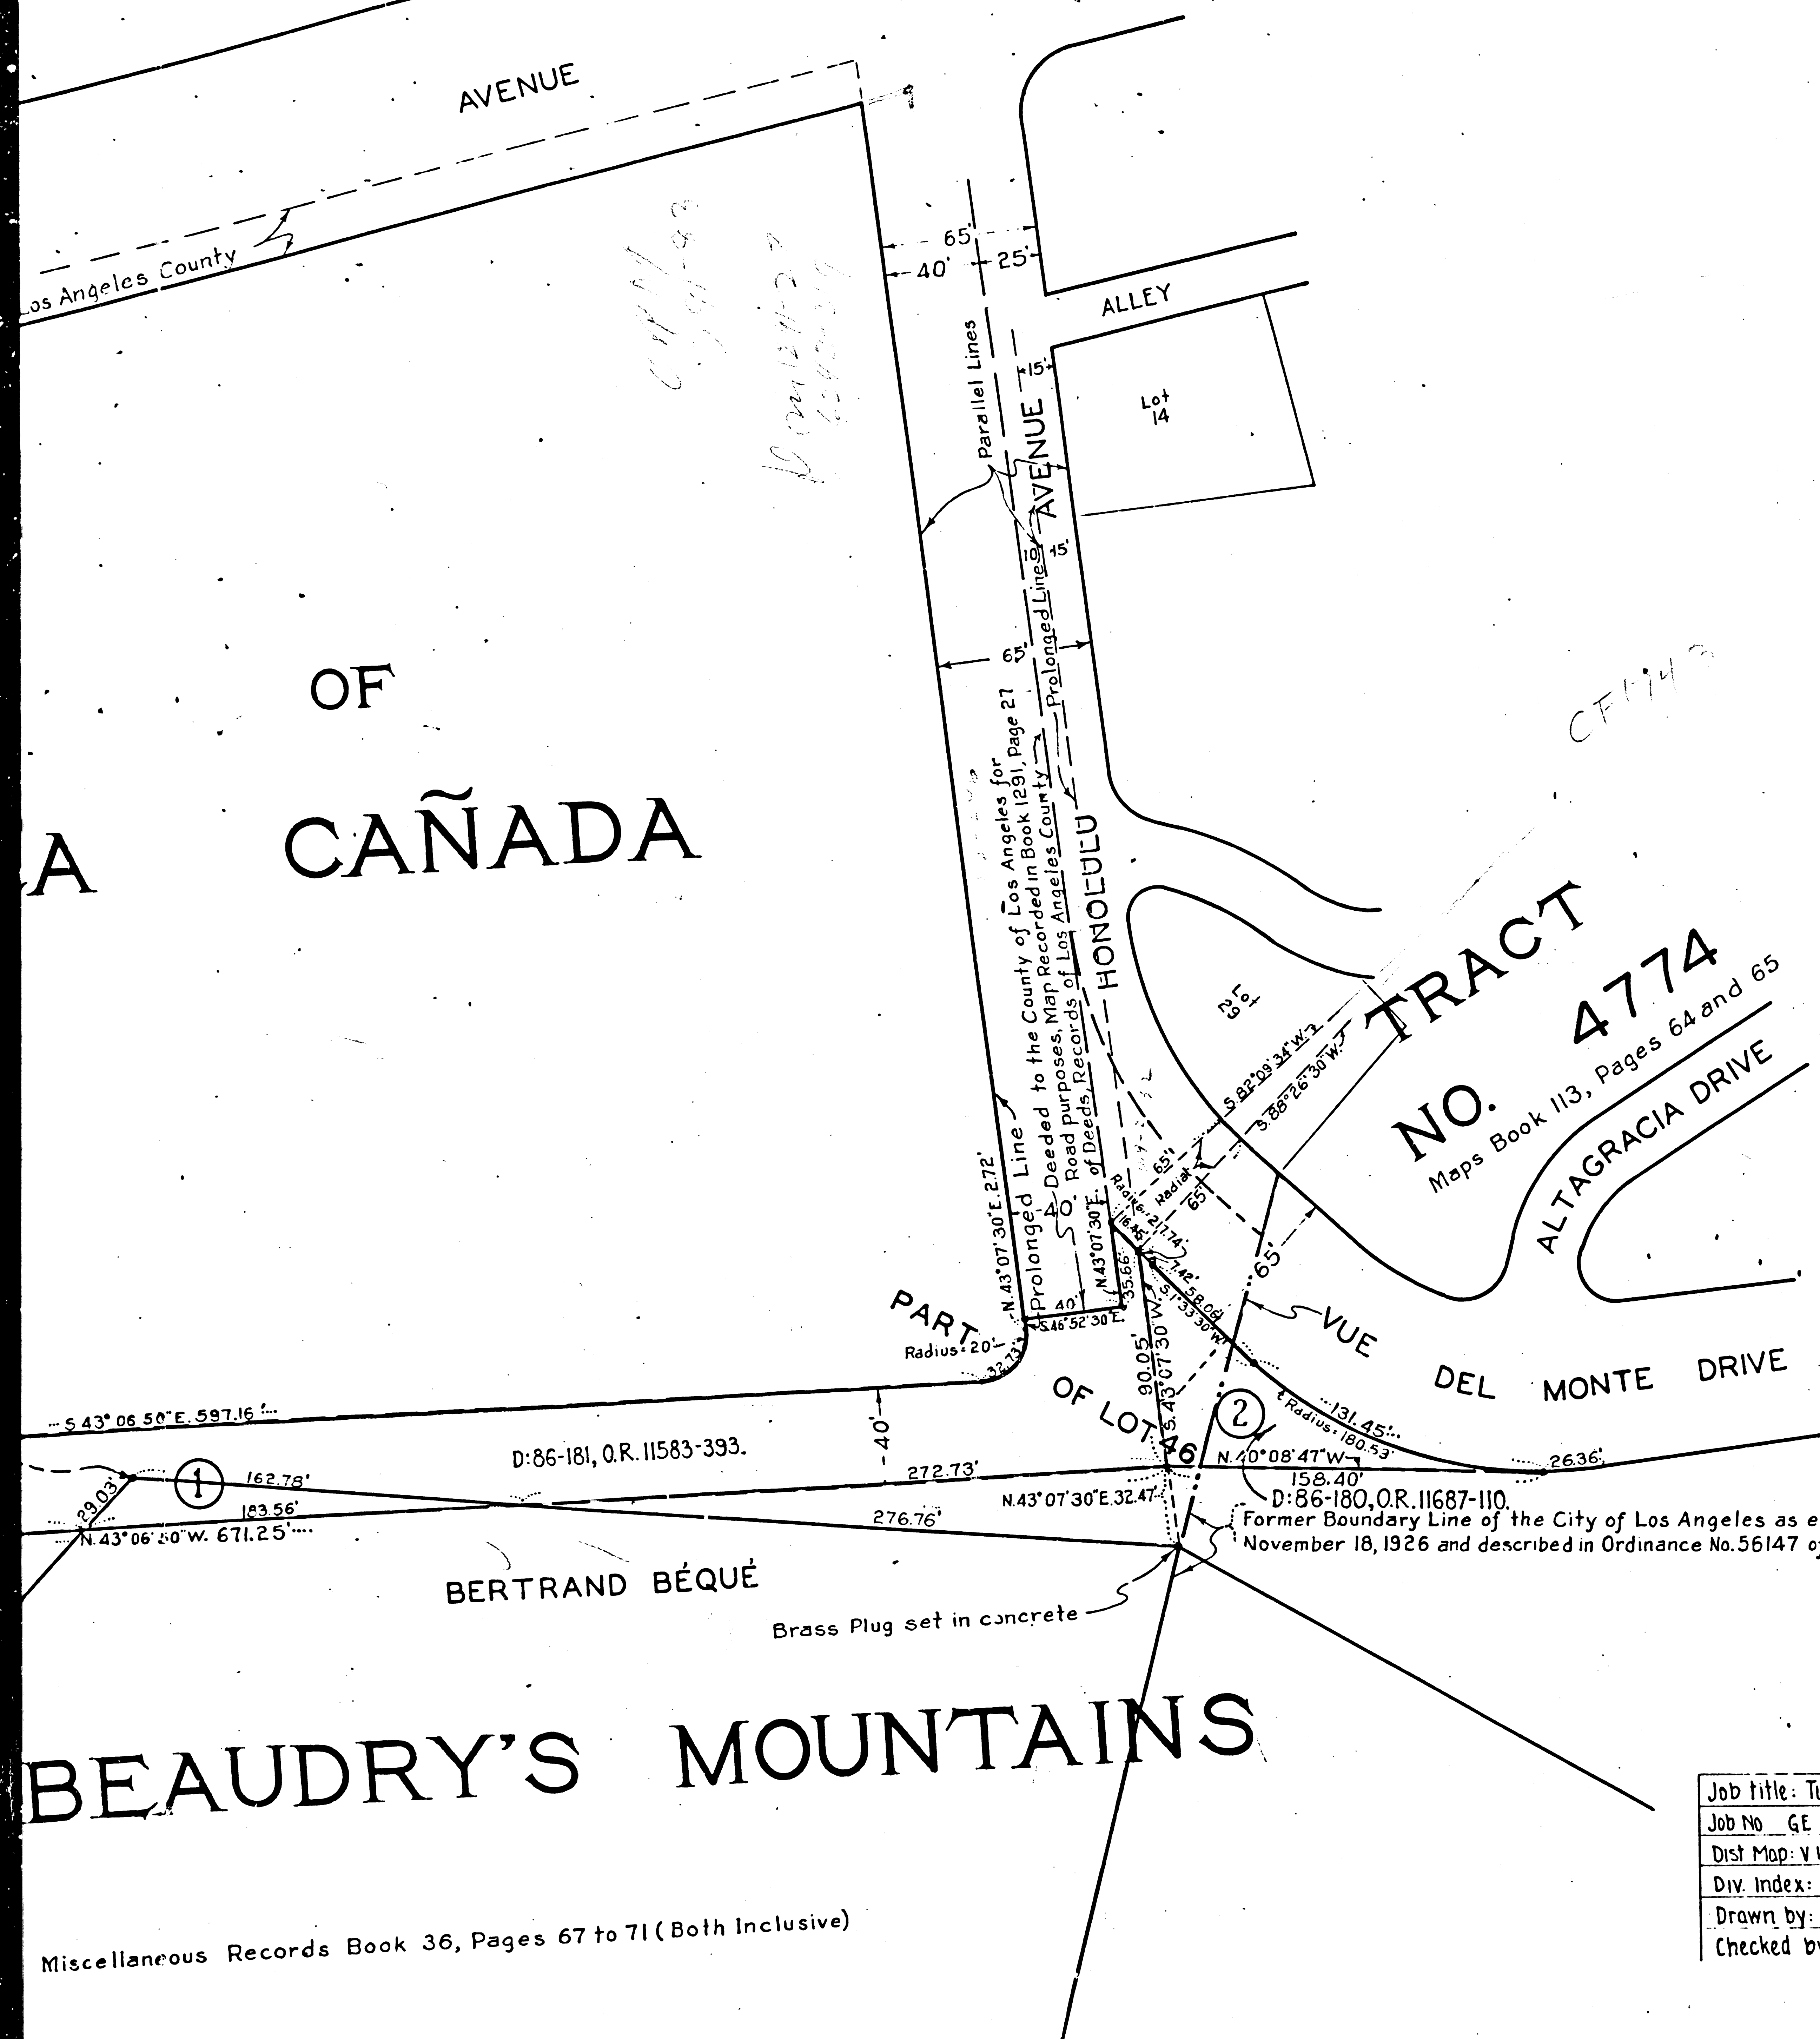 AVENUE
Los Angeles County
65'
40'
25'
ALLEY
Parallel Lines
15'
Lot
14
AVENUE
15'
Prolonged Line
65'
HONOLULU
OF
CAÑADA
A
N.43°07'30"E.2.72'
Prolonged Line
40'
Deeded to the County of Los Angeles for
Road purposes, Map Recorded in Book 1291, Page 27
of Deeds, Records of Los Angeles County
N.43°07'30"E.
35.66'
Lot
29
S.82°09'34"W.
S.88°26'30"W.
TRACT
NO. 4774
Maps Book 113, Pages 64 and 65
ALTAGRACIA DRIVE
65'
Radial
65'
Radius=217.74'
16.45'
7.42'
58.06'
S.1°33'30"W.
65'
VUE DEL MONTE DRIVE
PART
OF LOT 46
Radius=20'
32.73'
40'
S.46°52'30"E.
90.05'
S.43°07'30"W.
2
131.45'
Radius=180.53'
N.40°08'47"W.
158.40'
26.36'
D:86-180,O.R.11687-110.
S 43° 06 50"E. 597.16'
D:86-181, O.R. 11583-393.
40'
1
162.78'
272.73'
29.03'
183.56'
N.43°07'30"E.32.47'
276.76'
N.43°06'50"W. 671.25'
Former Boundary Line of the City of Los Angeles as e
November 18, 1926 and described in Ordinance No.56147 o
BERTRAND BÉQUÉ
Brass Plug set in concrete
BEAUDRY'S MOUNTAINS
Job title: Tu
Job No GE
Dist Map: V
Div. Index:
Drawn by:
Checked by
Miscellaneous Records Book 36, Pages 67 to 71 (Both Inclusive)